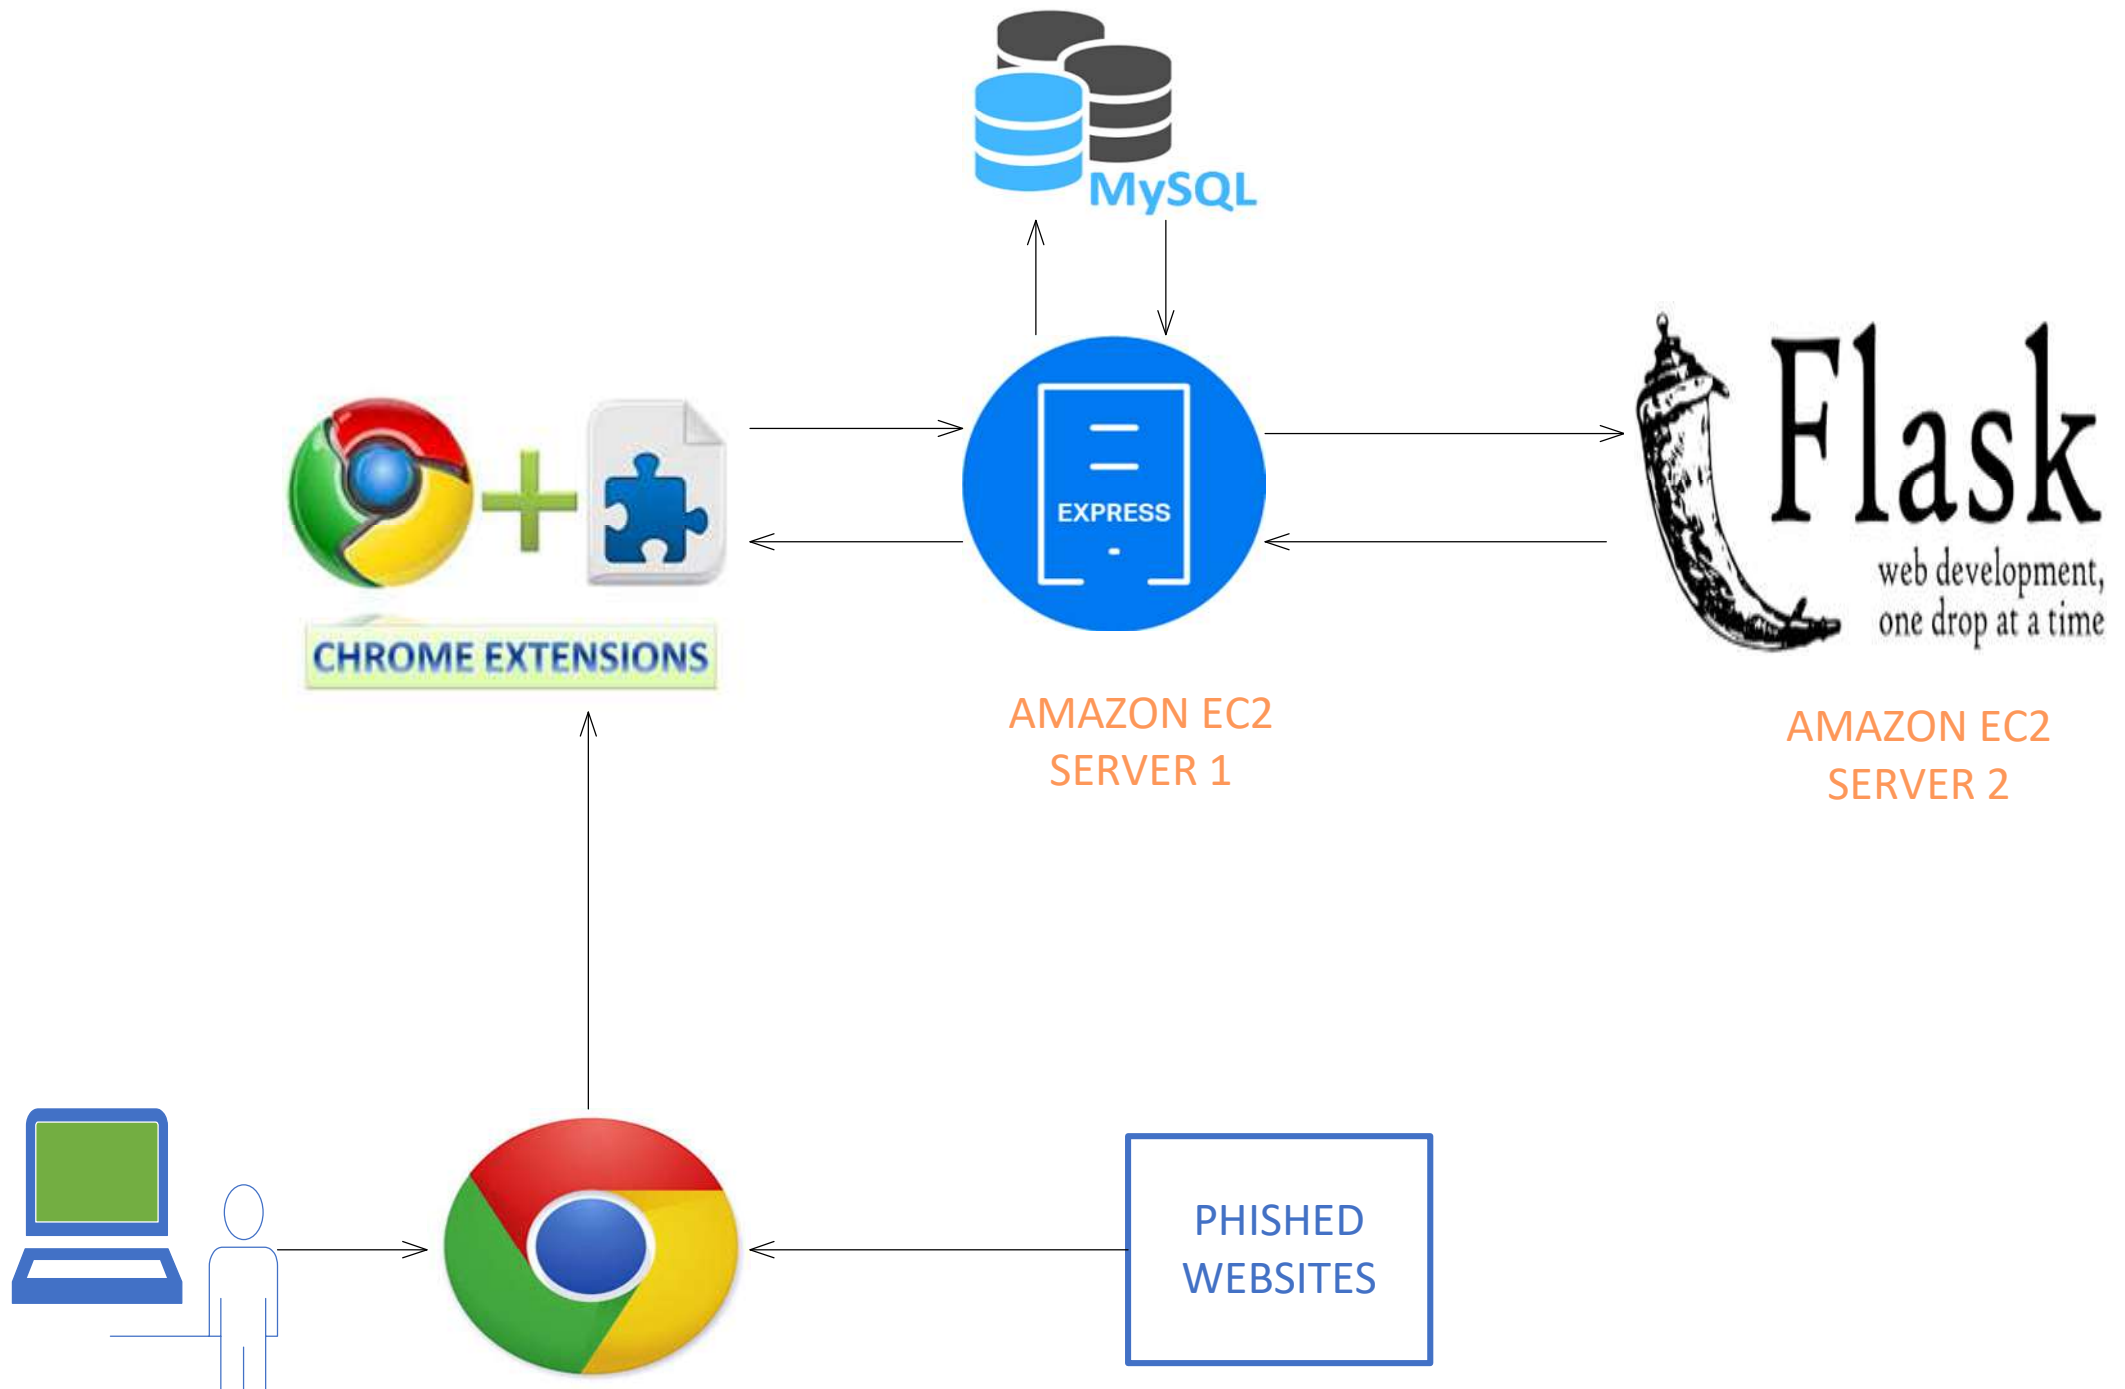 MySQL
EXPRESS
Flask
web development,
one drop at a time
CHROME EXTENSIONS
AMAZON EC2
SERVER 1
AMAZON EC2
SERVER 2
PHISHED
WEBSITES